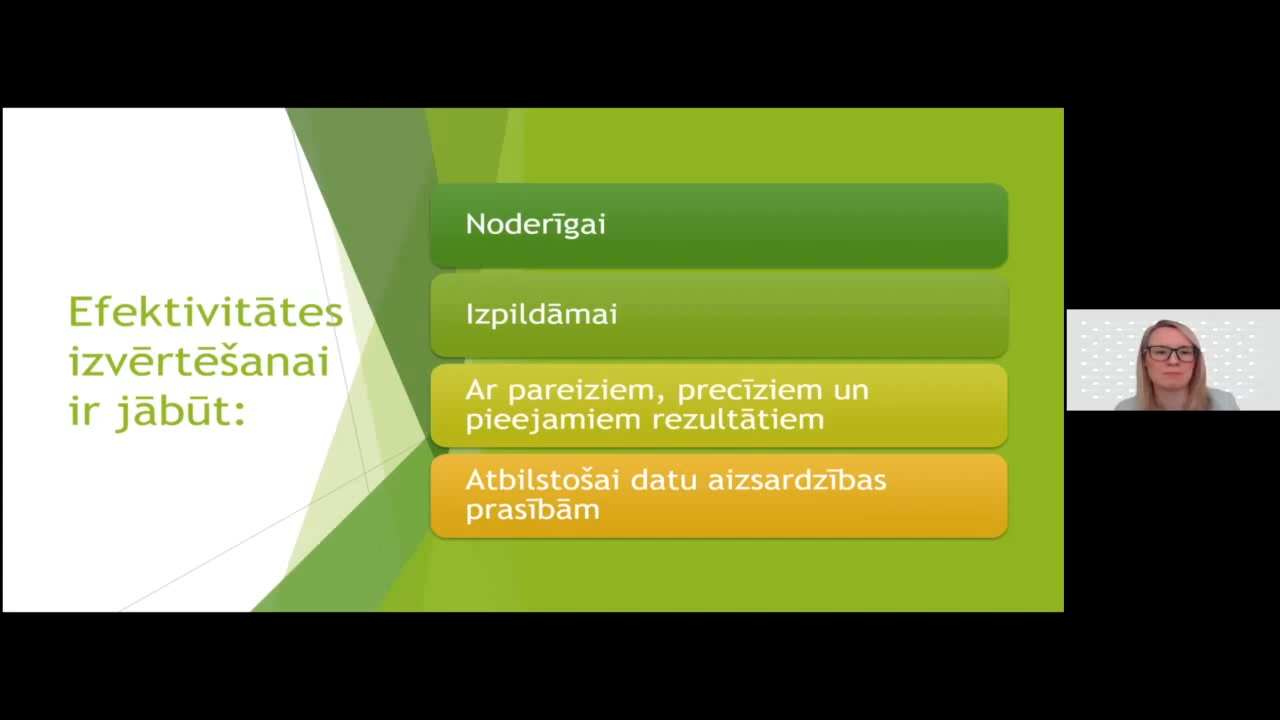 Efektivitātes
izvērtēšanai
ir jābūt:
Noderīgai
Izpildāmai
Ar pareiziem, precīziem un
pieejamiem rezultātiem
Atbilstošai datu aizsardzības
prasībām